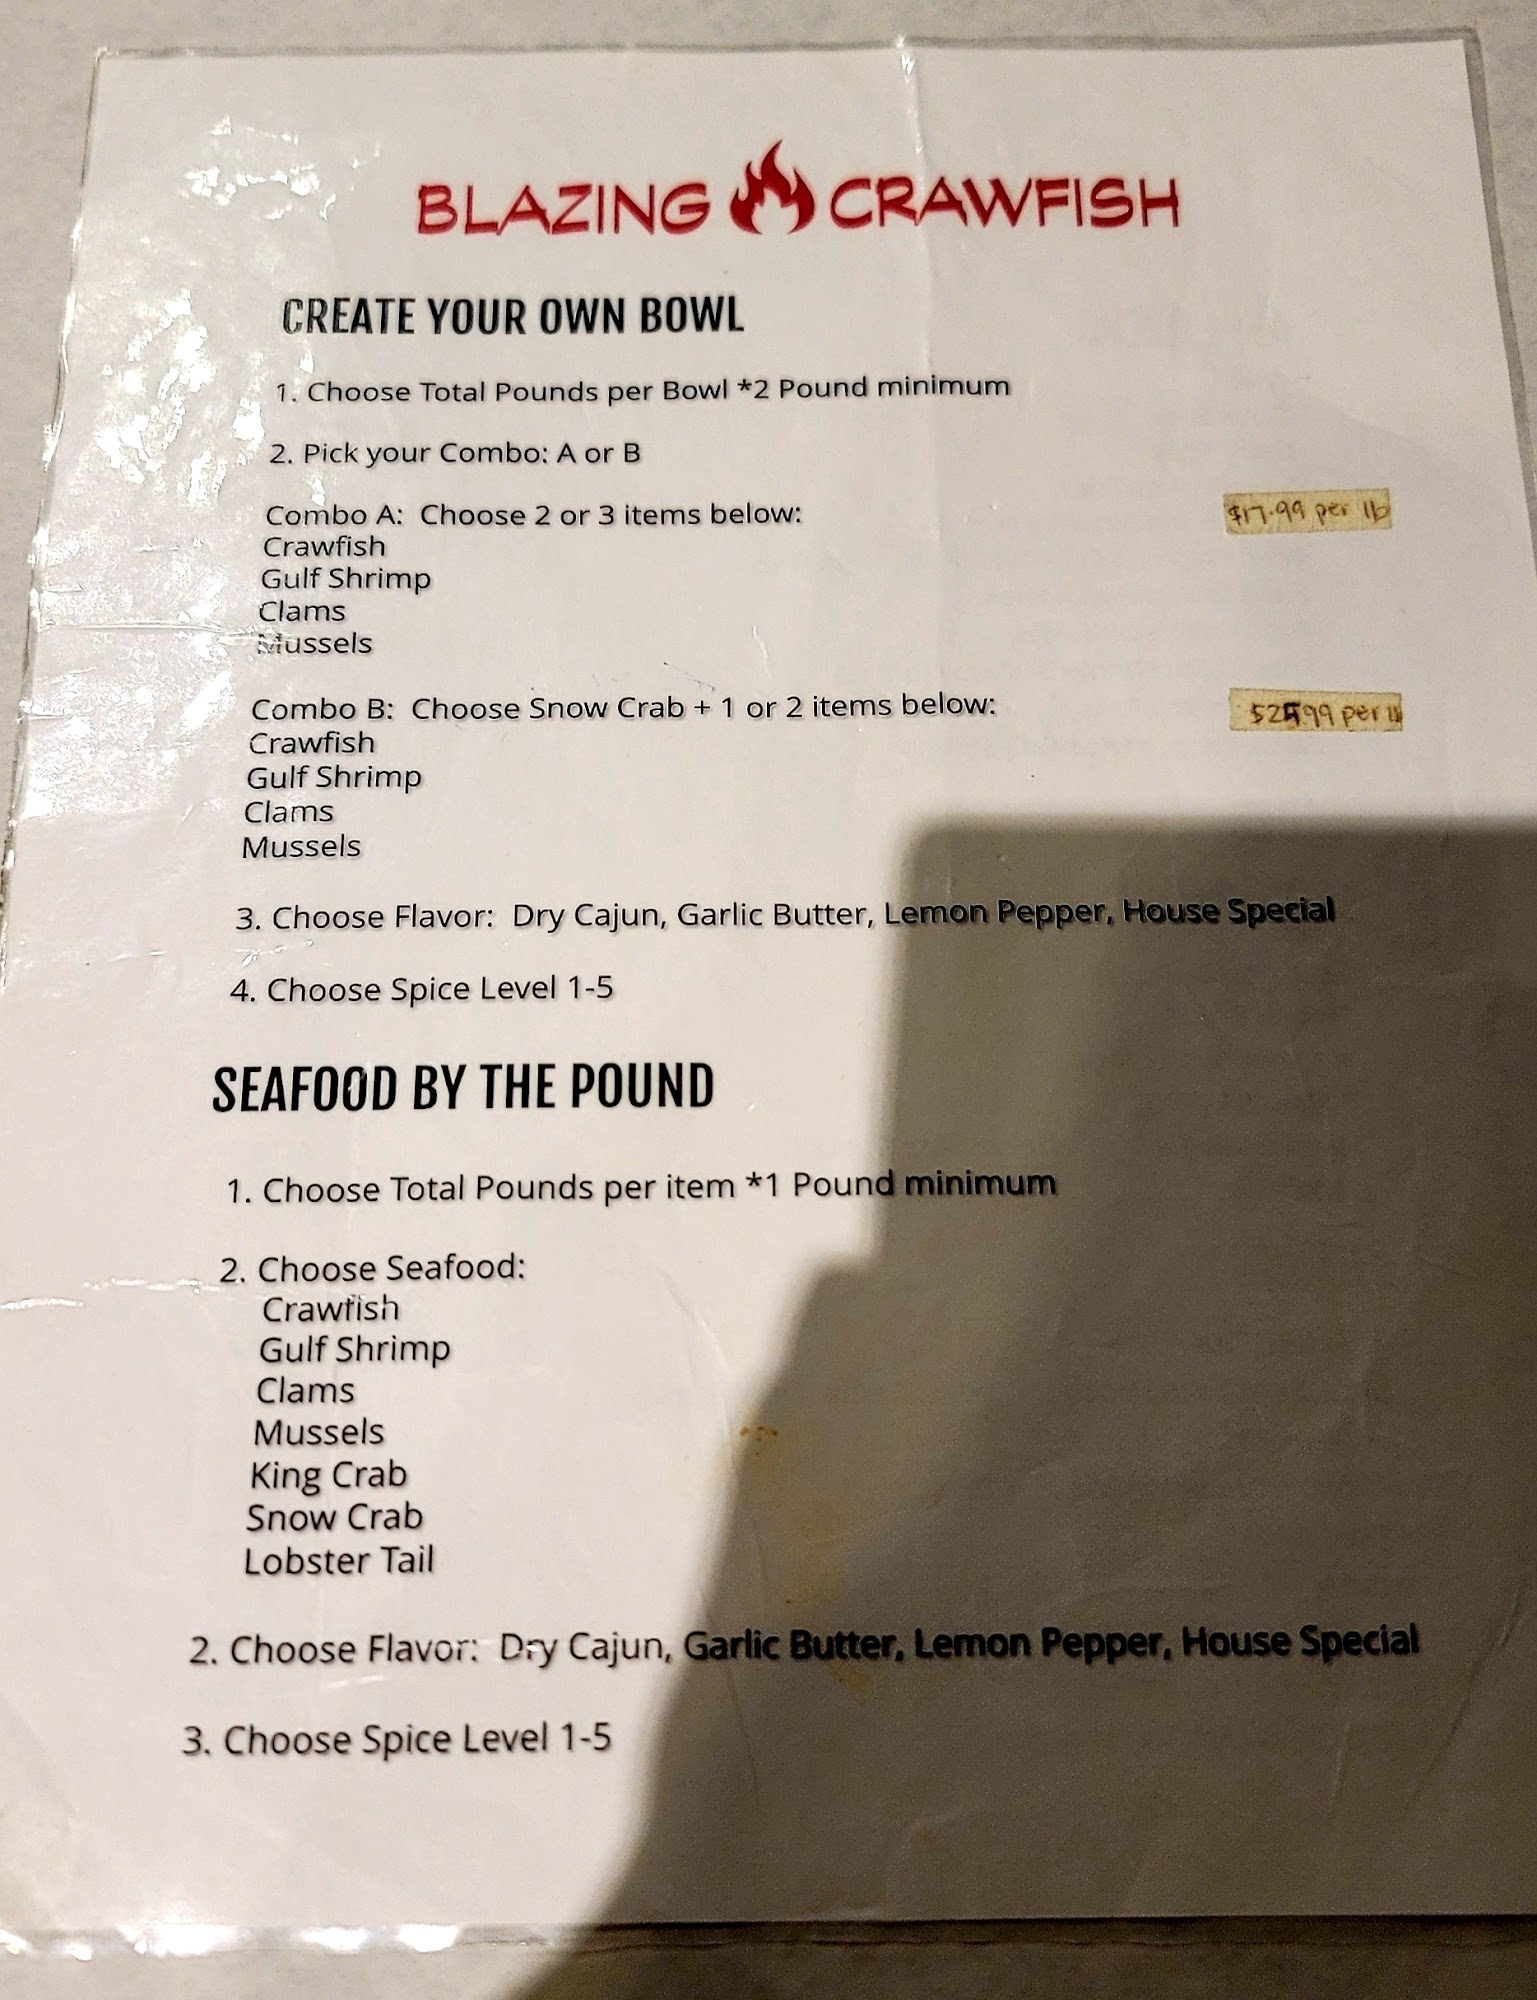 BLAZING CRAWFISH
CREATE YOUR OWN BOWL
1. Choose Total Pounds per Bowl *2 Pound minimum
2. Pick your Combo: A or B
Combo A: Choose 2 or 3 items below: $17.99 per lb
Crawfish
Gulf Shrimp
Clams
Mussels
Combo B: Choose Snow Crab + 1 or 2 items below: per lb
Crawfish
Gulf Shrimp
Clams
Mussels
3. Choose Flavor: Dry Cajun, Garlic Butter, Lemon Pepper, House Special
4. Choose Spice Level 1-5
SEAFOOD BY THE POUND
1. Choose Total Pounds per item *1 Pound minimum
2. Choose Seafood:
Crawfish
Gulf Shrimp
Clams
Mussels
King Crab
Snow Crab
Lobster Tail
2. Choose Flavor: Dry Cajun, Garlic Butter, Lemon Pepper, House Special
3. Choose Spice Level 1-5